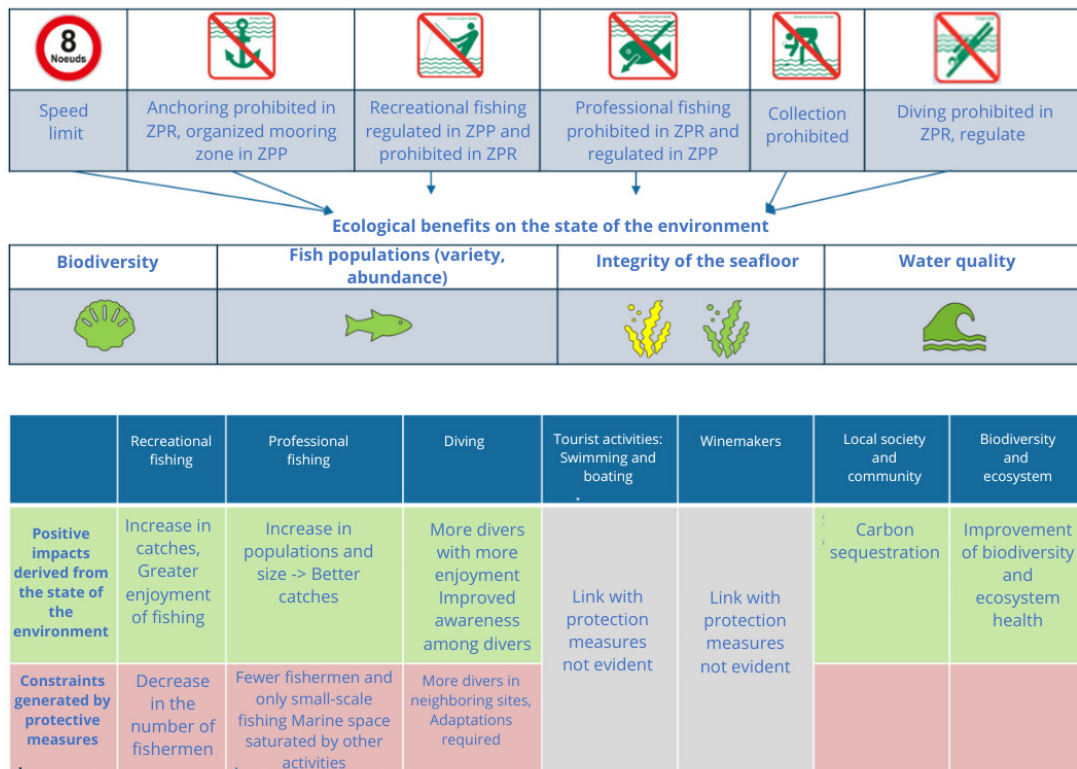 8
Noeuds
Speed
limit
Anchoring prohibited in
ZPR, organized mooring
zone in ZPP
Recreational fishing
regulated in ZPP and
prohibited in ZPR
Professional fishing
prohibited in ZPR and
regulated in ZPP
Collection
prohibited
Diving prohibited in
ZPR, regulate
Ecological benefits on the state of the environment
Biodiversity
Fish populations (variety,
abundance)
Integrity of the seafloor
Water quality
Recreational
fishing
Professional
fishing
Diving
Tourist activities:
Swimming and
boating
Winemakers
Local society
and
community
Biodiversity
and
ecosystem
Positive
impacts
derived from
the state of
the
environment
Increase in
catches,
Greater
enjoyment
of fishing
Increase in
populations and
size -> Better
catches
More divers
with more
enjoyment
Improved
awareness
among divers
Link with
protection
measures
not evident
Link with
protection
measures
not evident
Carbon
sequestration
Improvement
of biodiversity
and
ecosystem
health
Constraints
generated by
protective
measures
Decrease
in the
number of
fishermen
Fewer fishermen and
only small-scale
fishing Marine space
saturated by other
activities
More divers in
neighboring sites,
Adaptations
required